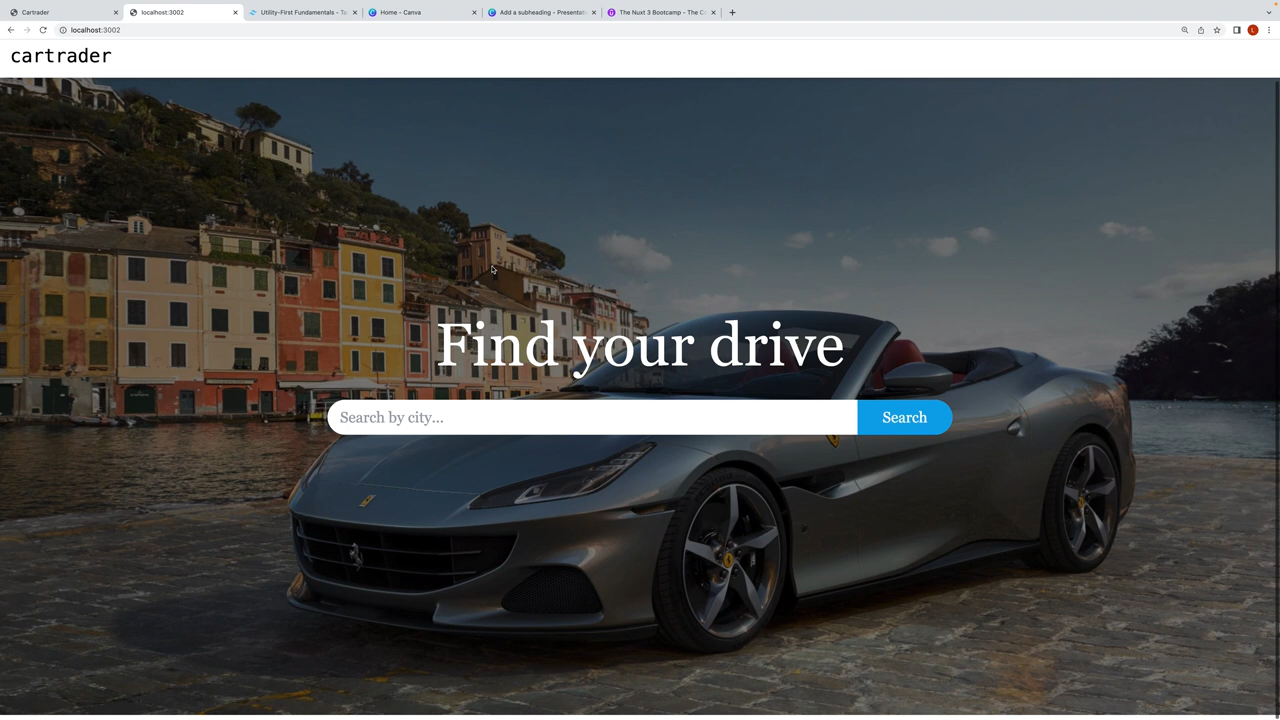 Cartrader
localhost:3002
Utility-First Fundamentals - Ta
Home - Canva
Add a subheading - Presentat
The Nuxt 3 Bootcamp - The C
localhost:3002
L
cartrader
Find your drive
Search by city...
Search